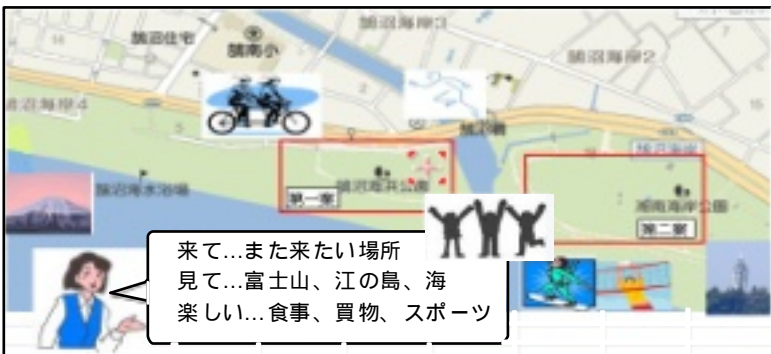 鵠沼海岸3
鵠沼住宅
鵠南小
鵠沼海岸2
鵠沼海岸4
鵠沼橋
鵠沼海岸
鵠沼海水浴場
鵠沼海浜公園
第一案
湘南海岸公園
第二案
来て...また来たい場所
見て...富士山、江の島、海
楽しい...食事、買物、スポーツ